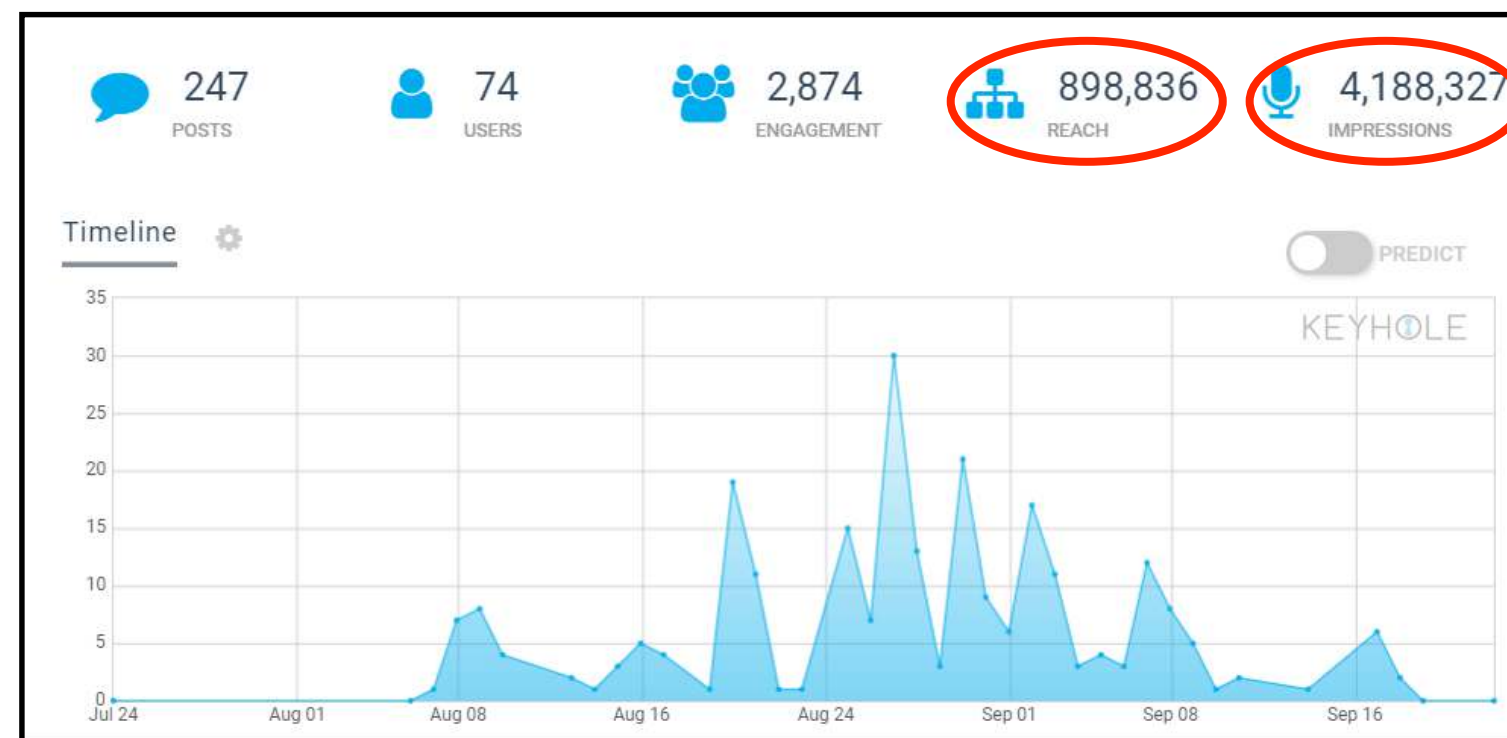 247 74 2,874 898,836 4,188,327
POSTS USERS ENGAGEMENT REACH IMPRESSIONS
Timeline
PREDICT
KEYHOLE
35
30
25
20
15
10
5
0
Jul 24 Aug 01 Aug 08 Aug 16 Aug 24 Sep 01 Sep 08 Sep 16